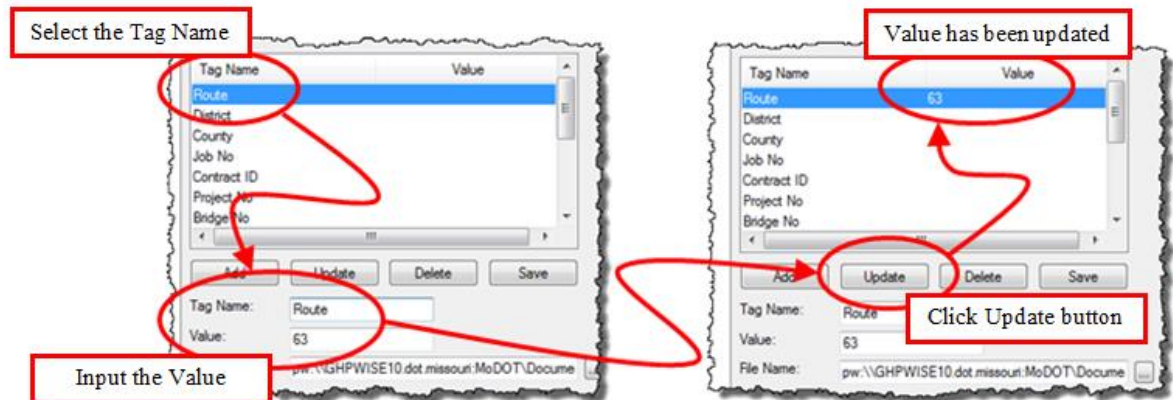 Select the Tag Name
Tag Name Value
Route
District
County
Job No
Contract ID
Project No
Bridge No
Add Update Delete Save
Tag Name: Route
Value: 63
pw:\\GHPWISE10.dot.missouri:MoDOT\Docume ...
Input the Value
Value has been updated
Tag Name Value
Route 63
District
County
Job No
Contract ID
Project No
Bridge No
Add Update Delete Save
Tag Name: Route
Click Update button
Value: 63
File Name: pw:\\GHPWISE10.dot.missouri:MoDOT\Docume ...